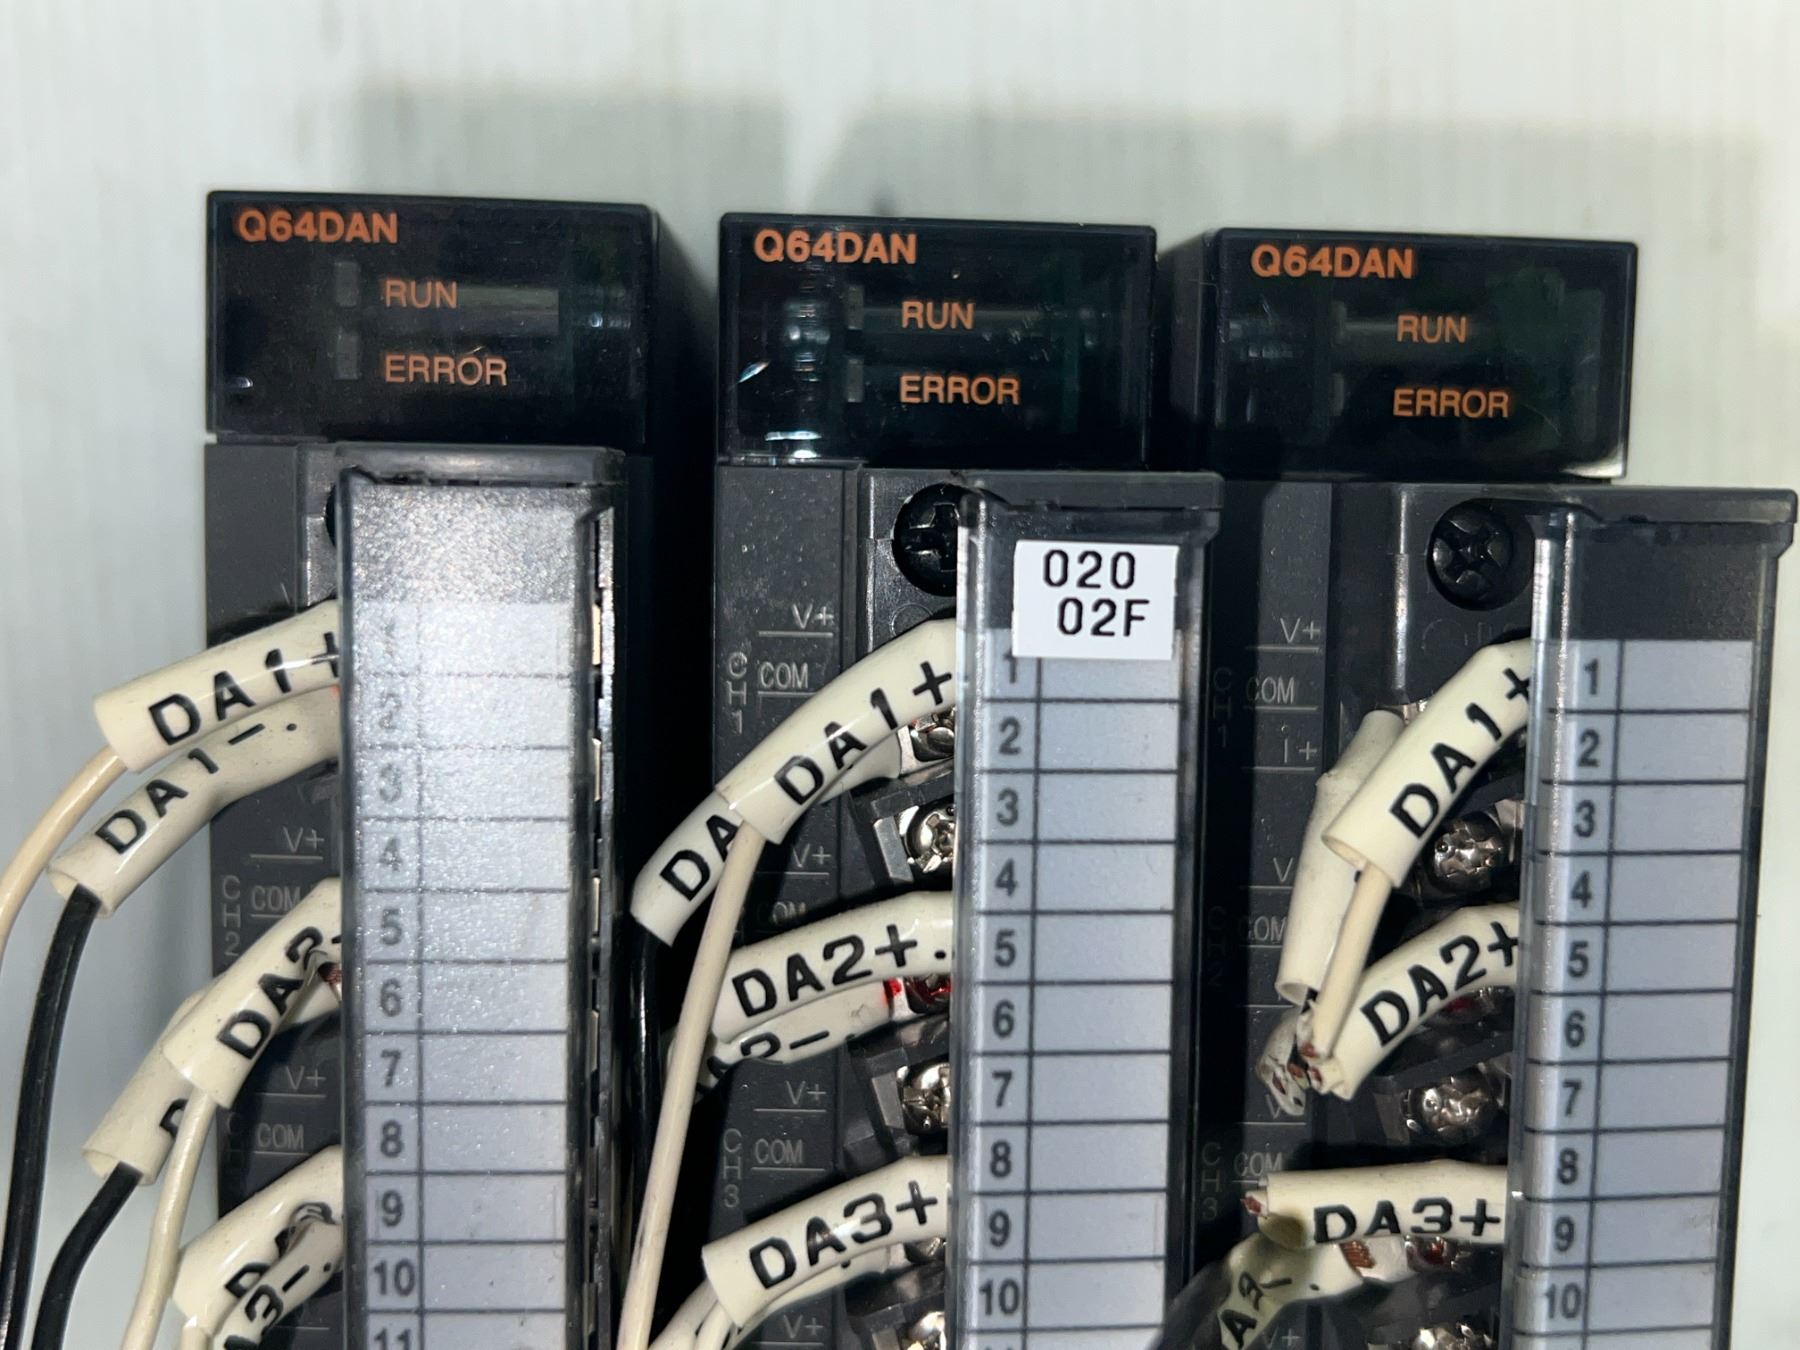 Q64DAN
RUN
ERROR
DA1+
DA1-.
V+
CH2
COM
DA2
V+
COM
3
4
5
6
7
8
9
10
11
Q64DAN
RUN
ERROR
020
02F
V+
CH1
COM
DA1+
DA
V+
COM
DA2+.
V+
CH3
COM
DA3+
V+
1
2
3
4
5
6
7
8
9
10
Q64DAN
RUN
ERROR
V+
COM
i+
DA1+
COM
DA2+
CH3
COM
DA3+
V+
1
2
3
4
5
6
7
8
9
10